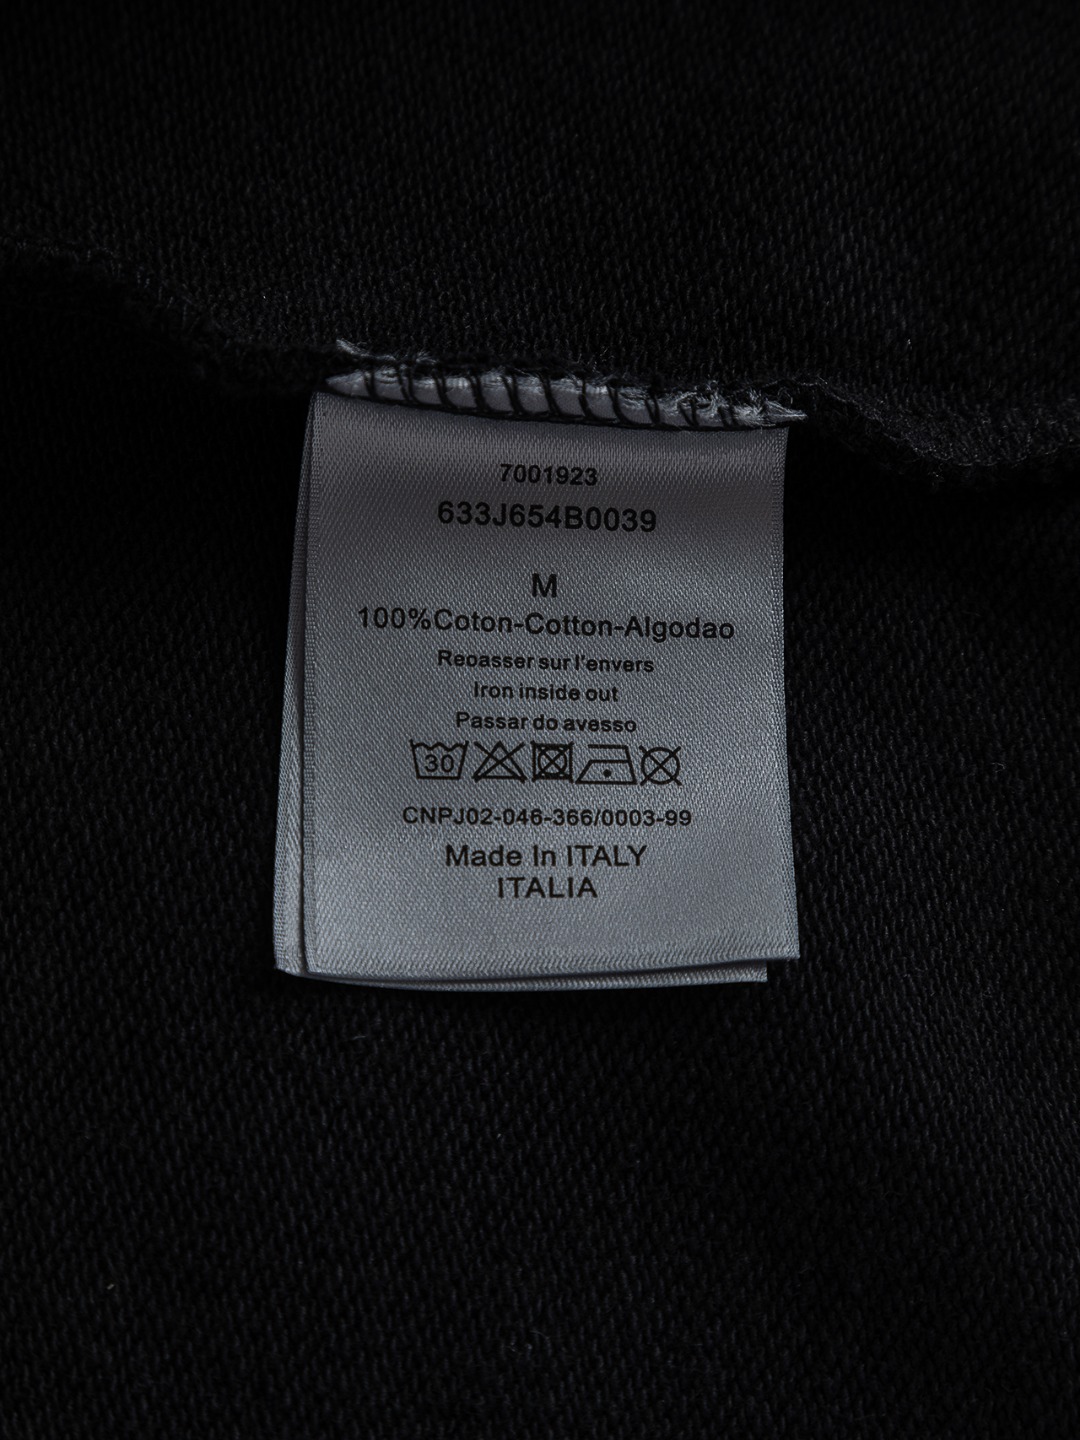 7001923
633J654B0039
M
100%Coton-Cotton-Algodao
Reoasser sur l'envers
Iron inside out
Passar do avesso
30
CNPJ02-046-366/0003-99
Made In ITALY
ITALIA